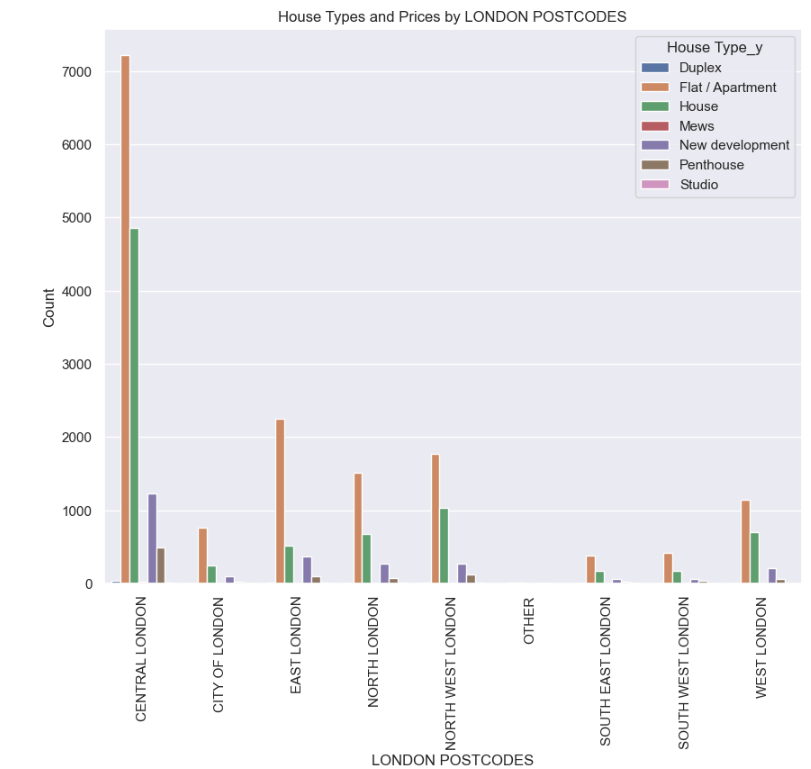 House Types and Prices by LONDON POSTCODES
House Type_y
Duplex
Flat / Apartment
House
Mews
New development
Penthouse
Studio
Count
7000
6000
5000
4000
3000
2000
1000
0
CENTRAL LONDON
CITY OF LONDON
EAST LONDON
NORTH LONDON
NORTH WEST LONDON
OTHER
SOUTH EAST LONDON
SOUTH WEST LONDON
WEST LONDON
LONDON POSTCODES